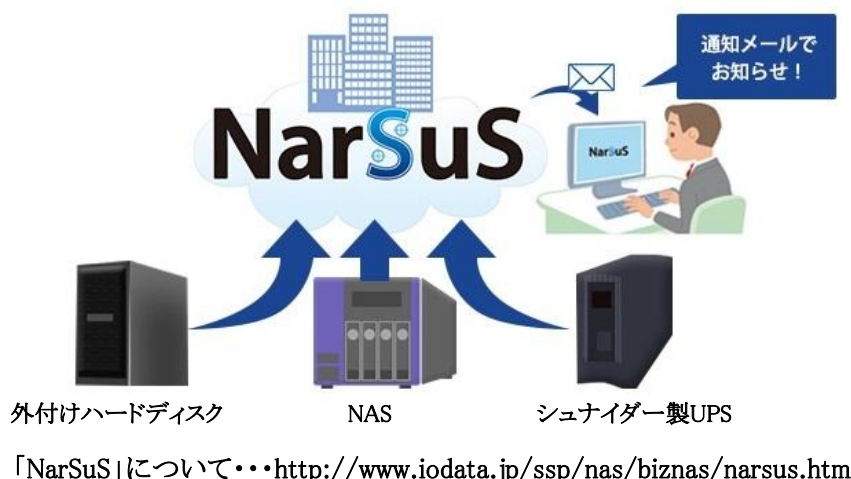 通知メールで
お知らせ!
NarSuS
NarSuS
外付けハードディスク
NAS
シュナイダー製UPS
「NarSuS」について・・・http://www.iodata.jp/ssp/nas/biznas/narsus.htm